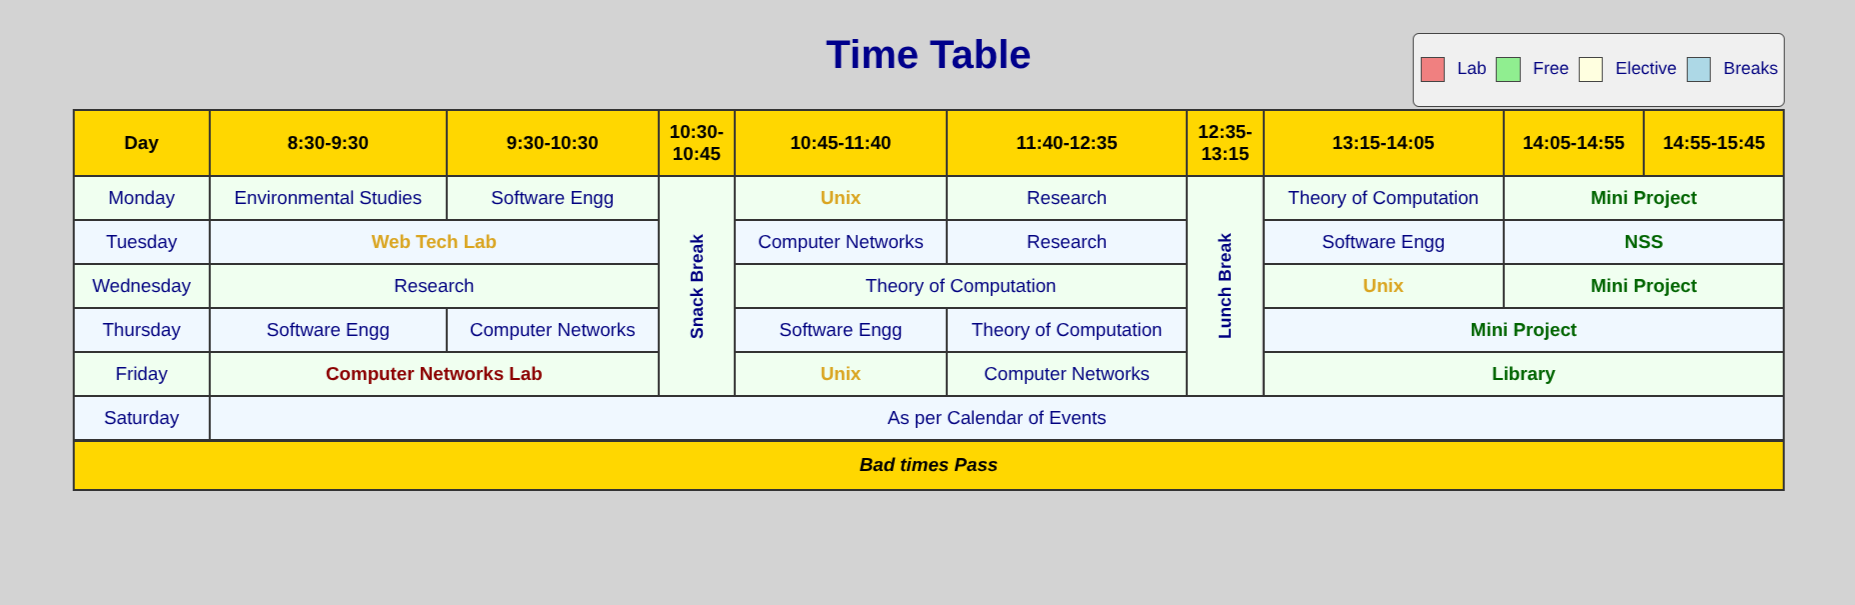 Time Table
Lab Free Elective Breaks
Day 8:30-9:30 9:30-10:30 10:30-10:45 10:45-11:40 11:40-12:35 12:35-13:15 13:15-14:05 14:05-14:55 14:55-15:45
Monday Environmental Studies Software Engg Snack Break Unix Research Lunch Break Theory of Computation Mini Project
Tuesday Web Tech Lab Computer Networks Research Software Engg NSS
Wednesday Research Theory of Computation Unix Mini Project
Thursday Software Engg Computer Networks Software Engg Theory of Computation Mini Project
Friday Computer Networks Lab Unix Computer Networks Library
Saturday As per Calendar of Events
Bad times Pass